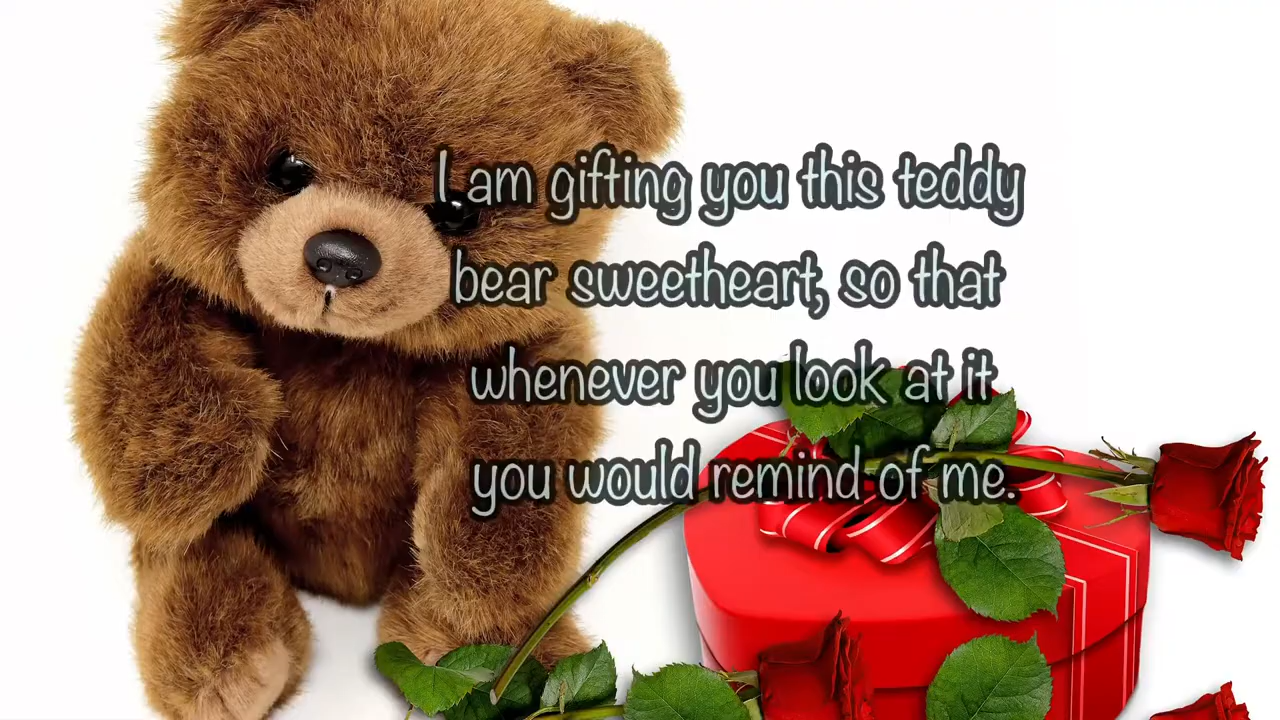 I am gifting you this teddy
bear sweetheart, so that
whenever you look at it
you would remind of me.